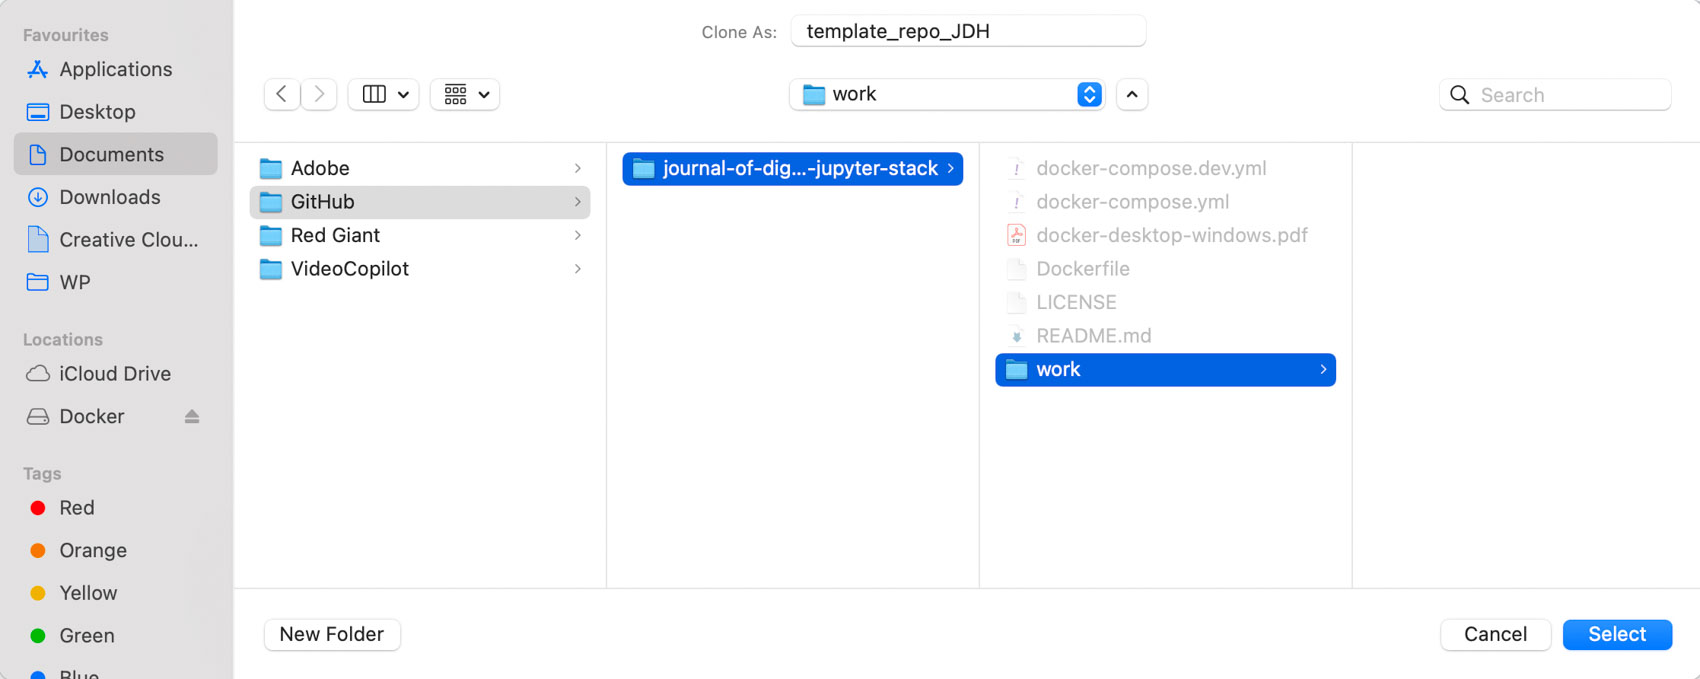 Favourites
Applications
Desktop
Documents
Downloads
Creative Clou...
WP
Locations
iCloud Drive
Docker
Tags
Red
Orange
Yellow
Green
Blue
Clone As: template_repo_JDH
work
Search
Adobe
GitHub
Red Giant
VideoCopilot
journal-of-dig...-jupyter-stack
docker-compose.dev.yml
docker-compose.yml
docker-desktop-windows.pdf
Dockerfile
LICENSE
README.md
work
New Folder
Cancel
Select